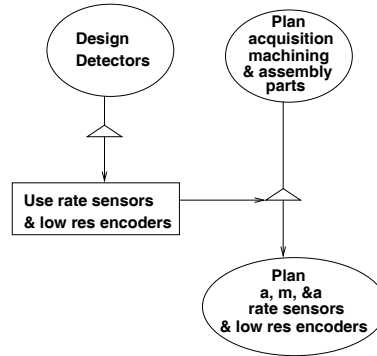 Design
Detectors
Plan
acquisition
machining
& assembly
parts
Use rate sensors
& low res encoders
Plan
a, m, &a
rate sensors
& low res encoders